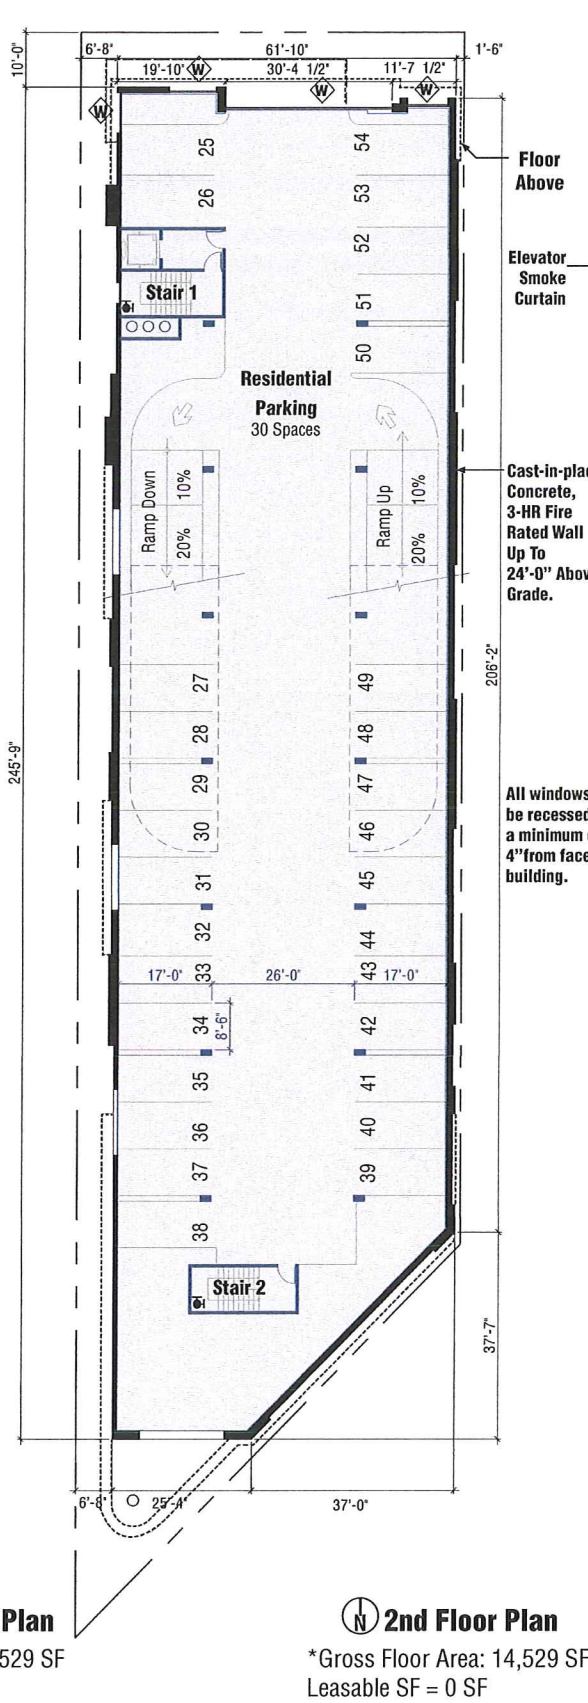 10'-0"
6'-8"
61'-10"
1'-6"
19'-10"
30'-4 1/2"
11'-7 1/2"
W
W
W
W
25
54
Floor
Above
26
53
52
Elevator
Smoke
Curtain
Stair 1
51
50
Residential
Parking
30 Spaces
Ramp Down
10%
20%
Ramp Up
10%
20%
Cast-in-plac
Concrete,
3-HR Fire
Rated Wall
Up To
24'-0" Abov
Grade.
206'-2"
245'-9"
27
49
28
48
29
47
30
46
All windows
be recessed
a minimum
4"from face
building.
31
45
32
44
33
43
17'-0"
26'-0"
17'-0"
34
8'-6"
42
35
41
36
40
37
39
38
Stair 2
37'-7"
6'-8"
25'-4"
37'-0"
Plan
529 SF
N
2nd Floor Plan
*Gross Floor Area: 14,529 SF
Leasable SF = 0 SF